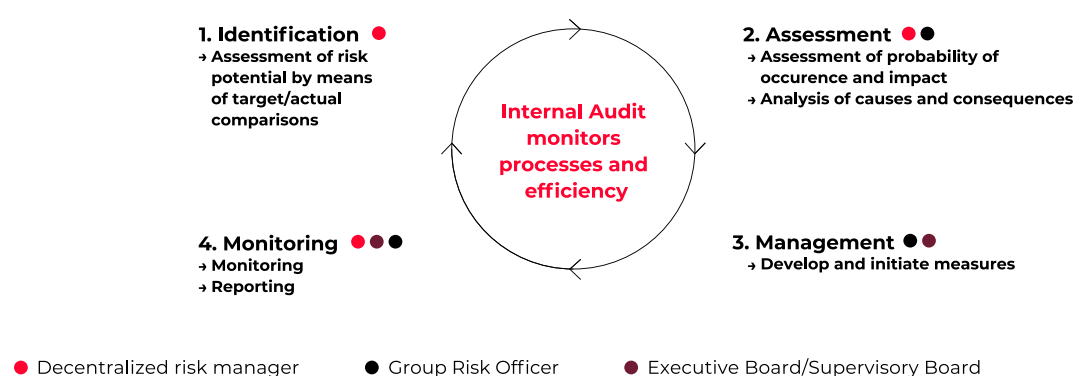 1. Identification
→ Assessment of risk
potential by means
of target/actual
comparisons
2. Assessment
→ Assessment of probability of
occurence and impact
→ Analysis of causes and consequences
Internal Audit
monitors
processes and
efficiency
4. Monitoring
→ Monitoring
→ Reporting
3. Management
→ Develop and initiate measures
Decentralized risk manager
Group Risk Officer
Executive Board/Supervisory Board